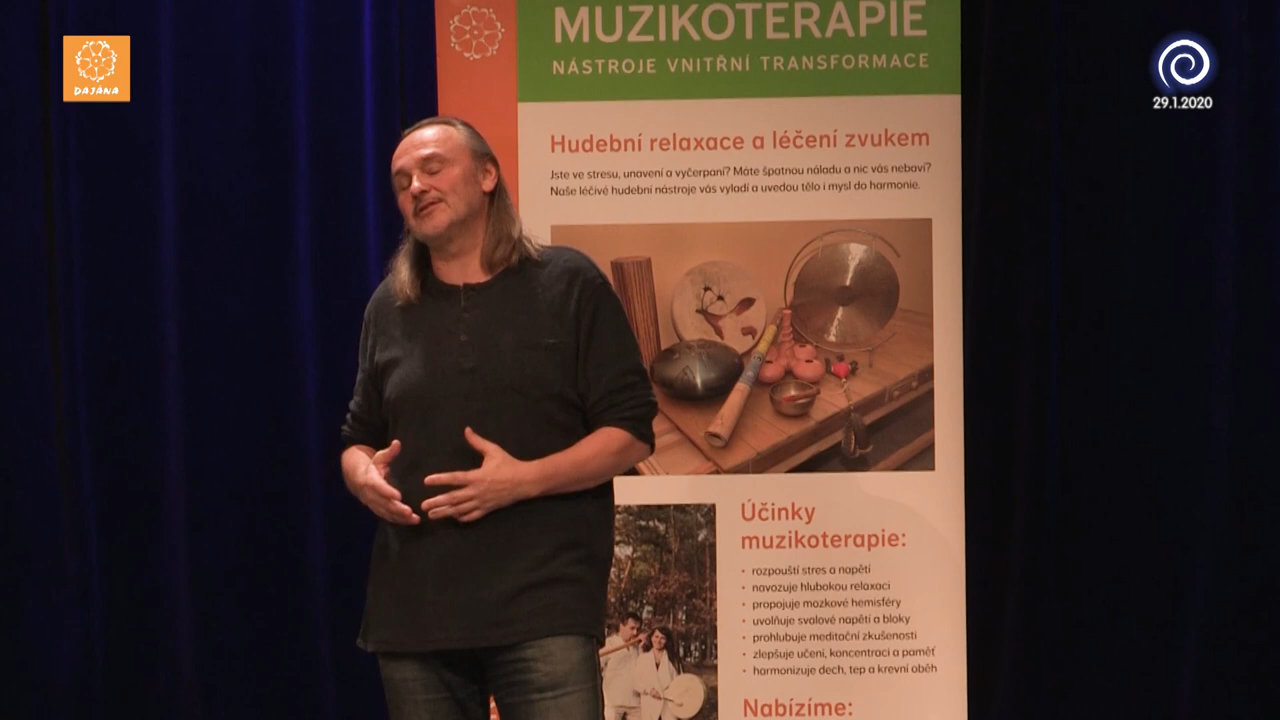 DAJÁNA
29.1.2020
MUZIKOTERAPIE
NÁSTROJE VNITŘNÍ TRANSFORMACE
Hudební relaxace a léčení zvukem
Jste ve stresu, unavení a vyčerpaní? Máte špatnou náladu a nic vás nebaví?
Naše léčivé hudební nástroje vás vyladí a uvedou tělo i mysl do harmonie.
Účinky
muzikoterapie:
• rozpouští stres a napětí
• navozuje hlubokou relaxaci
• propojuje mozkové hemisféry
• uvolňuje svalové napětí a bloky
• prohlubuje meditační zkušenosti
• zlepšuje učení, koncentraci a paměť
• harmonizuje dech, tep a krevní oběh
Nabízíme: